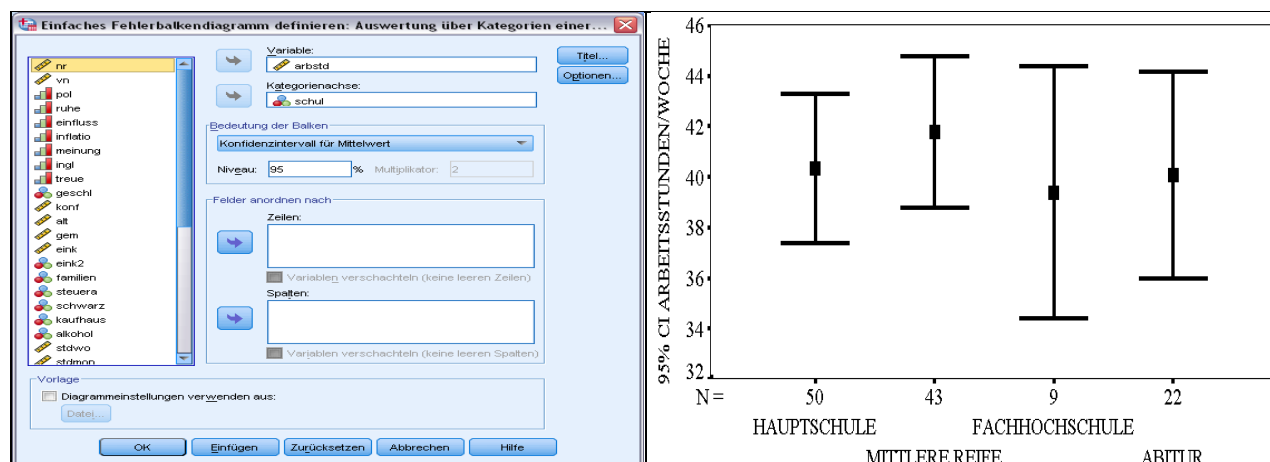 Einfaches Fehlerbalkendiagramm definieren: Auswertung über Kategorien einer...
nr
vn
pol
ruhe
einfluss
inflatio
meinung
ingl
treue
geschl
konf
alt
gem
eink
eink2
familien
steuera
schwarz
kaufhaus
alkohol
stdwo
stdmon
Variable:
arbstd
Kategorienachse:
schul
Titel...
Optionen...
Bedeutung der Balken
Konfidenzintervall für Mittelwert
Niveau: 95 % Multiplikator: 2
Felder anordnen nach
Zeilen:
Variablen verschachteln (keine leeren Zeilen)
Spalten:
Variablen verschachteln (keine leeren Spalten)
Vorlage
Diagrammeinstellungen verwenden aus:
Datei...
OK Einfügen Zurücksetzen Abbrechen Hilfe
95% CI ARBEITSSTUNDEN/WOCHE
46
44
42
40
38
36
34
32
N = 50 43 9 22
HAUPTSCHULE FACHHOCHSCHULE
MITTLERE REIFE ABITUR